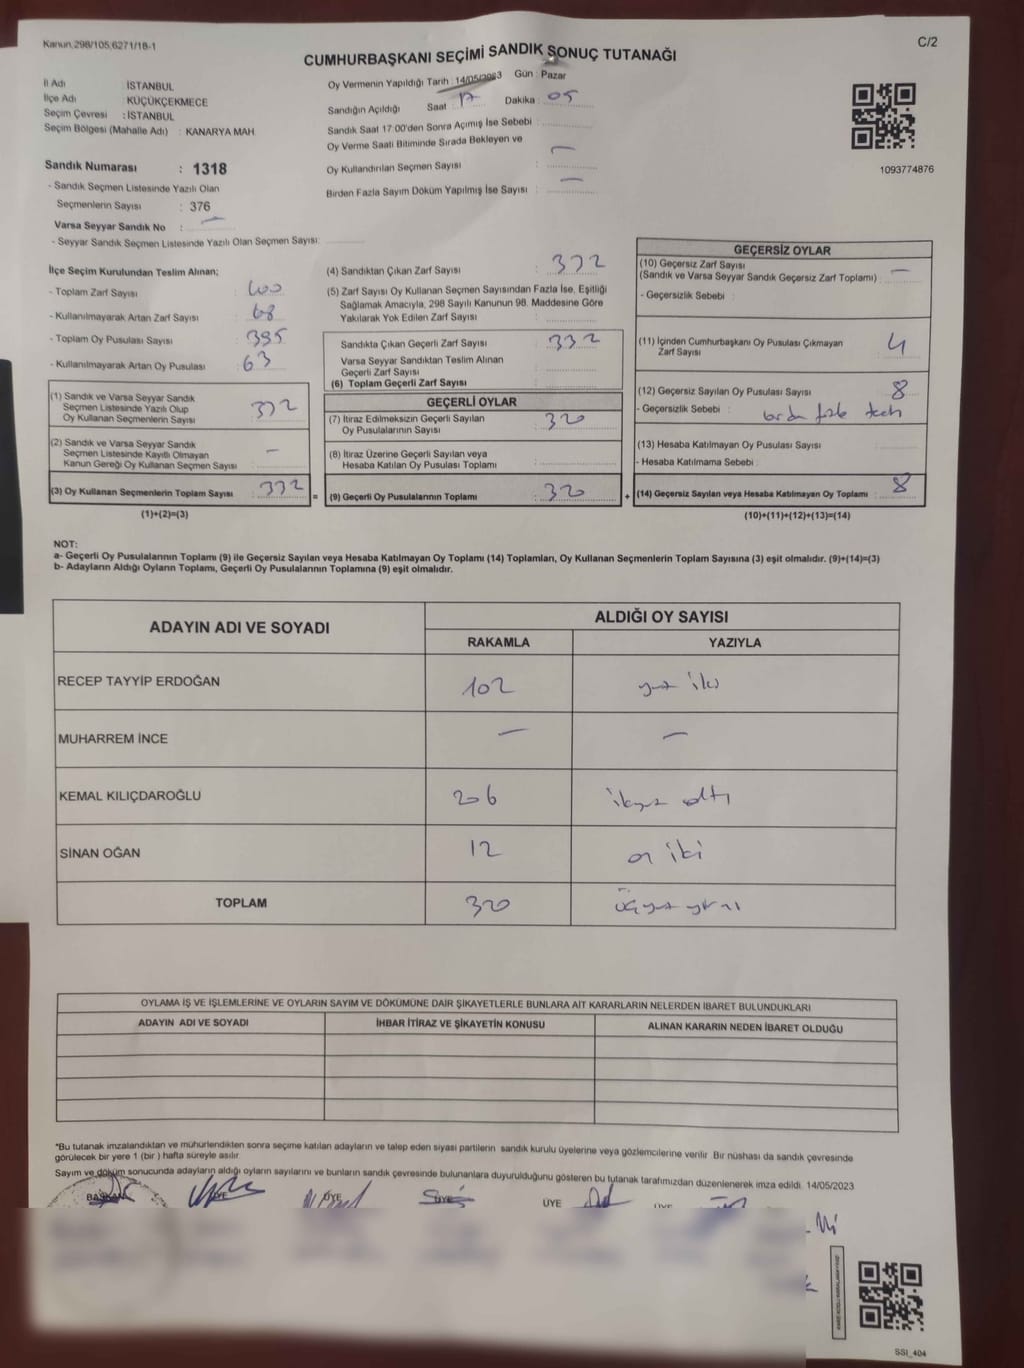 Kanun, 298/105,6271/18-1
C/2
CUMHURBAŞKANI SEÇİMİ SANDIK SONUÇ TUTANAĞI
İl Adı : İSTANBUL
İlçe Adı : KÜÇÜKÇEKMECE
Seçim Çevresi : İSTANBUL
Seçim Bölgesi (Mahalle Adı) : KANARYA MAH
Sandık Numarası : 1318
- Sandık Seçmen Listesinde Yazılı Olan
Seçmenlerin Sayısı : 376
Varsa Seyyar Sandık No : —
- Seyyar Sandık Seçmen Listesinde Yazılı Olan Seçmen Sayısı:
Oy Vermenin Yapıldığı Tarih : 14/05/2023 Gün : Pazar
Sandığın Açıldığı Saat : 17 Dakika : 05
Sandık Saat 17:00'den Sonra Açımış İse Sebebi :
Oy Verme Saati Bitiminde Sırada Bekleyen ve
Oy Kullandırılan Seçmen Sayısı : —
Birden Fazla Sayım Döküm Yapılmış İse Sayısı : —
1093774876
İlçe Seçim Kurulundan Teslim Alınan;
- Toplam Zarf Sayısı : 400
- Kullanılmayarak Artan Zarf Sayısı : 68
- Toplam Oy Pusulası Sayısı : 395
- Kullanılmayarak Artan Oy Pusulası : 63
(1) Sandık ve Varsa Seyyar Sandık
Seçmen Listesinde Yazılı Olup
Oy Kullanan Seçmenlerin Sayısı : 332
(2) Sandık ve Varsa Seyyar Sandık
Seçmen Listesinde Kayıtlı Olmayan
Kanun Gereği Oy Kullanan Seçmen Sayısı : —
(3) Oy Kullanan Seçmenlerin Toplam Sayısı : 332
(1)+(2)=(3)
(4) Sandıktan Çıkan Zarf Sayısı : 332
(5) Zarf Sayısı Oy Kullanan Seçmen Sayısından Fazla İse, Eşitliği
Sağlamak Amacıyla, 298 Sayılı Kanunun 98. Maddesine Göre
Yakılarak Yok Edilen Zarf Sayısı :
Sandıkta Çıkan Geçerli Zarf Sayısı : 332
Varsa Seyyar Sandıktan Teslim Alınan
Geçerli Zarf Sayısı :
(6) Toplam Geçerli Zarf Sayısı :
GEÇERLİ OYLAR
(7) İtiraz Edilmeksizin Geçerli Sayılan
Oy Pusulalarının Sayısı : 320
(8) İtiraz Üzerine Geçerli Sayılan veya
Hesaba Katılan Oy Pusulası Toplamı :
= (9) Geçerli Oy Pusulalarının Toplamı : 320
GEÇERSİZ OYLAR
(10) Geçersiz Zarf Sayısı
(Sandık ve Varsa Seyyar Sandık Geçersiz Zarf Toplamı) : —
- Geçersizlik Sebebi :
(11) İçinden Cumhurbaşkanı Oy Pusulası Çıkmayan
Zarf Sayısı : 4
(12) Geçersiz Sayılan Oy Pusulası Sayısı : 8
- Geçersizlik Sebebi :
(13) Hesaba Katılmayan Oy Pusulası Sayısı
- Hesaba Katılmama Sebebi :
+ (14) Geçersiz Sayılan veya Hesaba Katılmayan Oy Toplamı : 8
(10)+(11)+(12)+(13)=(14)
NOT:
a- Geçerli Oy Pusulalarının Toplamı (9) ile Geçersiz Sayılan veya Hesaba Katılmayan Oy Toplamı (14) Toplamları, Oy Kullanan Seçmenlerin Toplam Sayısına (3) eşit olmalıdır. (9)+(14)=(3)
b- Adayların Aldığı Oyların Toplamı, Geçerli Oy Pusulalarının Toplamına (9) eşit olmalıdır.
ADAYIN ADI VE SOYADI
ALDIĞI OY SAYISI
RAKAMLA YAZIYLA
RECEP TAYYİP ERDOĞAN 102 yüz iki
MUHARREM İNCE — —
KEMAL KILIÇDAROĞLU 206 ikiyüz altı
SİNAN OĞAN 12 on iki
TOPLAM 320 üçyüz yirmi
OYLAMA İŞ VE İŞLEMLERİNE VE OYLARIN SAYIM VE DÖKÜMÜNE DAİR ŞİKAYETLERLE BUNLARA AİT KARARLARIN NELERDEN İBARET BULUNDUKLARI
ADAYIN ADI VE SOYADI İHBAR İTİRAZ VE ŞİKAYETİN KONUSU ALINAN KARARIN NEDEN İBARET OLDUĞU
*Bu tutanak imzalandıktan ve mühürlendikten sonra seçime katılan adayların ve talep eden siyasi partilerin sandık kurulu üyelerine veya gözlemcilerine verilir. Bir nüshası da sandık çevresinde
görülecek bir yere 1 (bir) hafta süreyle asılır.
Sayım ve döküm sonucunda adayların aldığı oyların sayılarını ve bunların sandık çevresinde bulunanlara duyurulduğunu gösteren bu tutanak tarafımızdan düzenlenerek imza edildi. 14/05/2023
BAŞKAN ÜYE ÜYE ÜYE ÜYE ÜYE
SSI_404